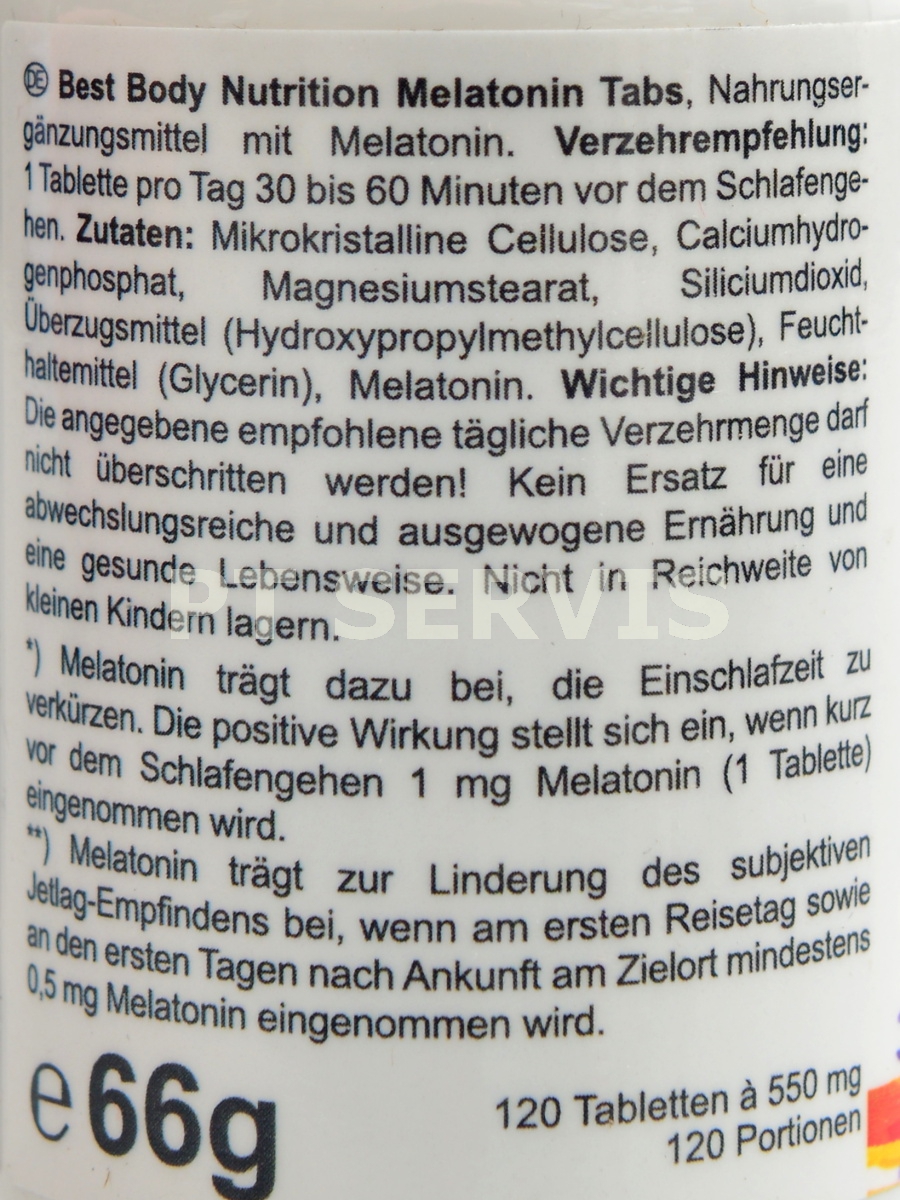 DE Best Body Nutrition Melatonin Tabs, Nahrungser-
gänzungsmittel mit Melatonin. Verzehrempfehlung:
1 Tablette pro Tag 30 bis 60 Minuten vor dem Schlafenge-
hen. Zutaten: Mikrokristalline Cellulose, Calciumhydro-
genphosphat, Magnesiumstearat, Siliciumdioxid,
Überzugsmittel (Hydroxypropylmethylcellulose), Feucht-
haltemittel (Glycerin), Melatonin. Wichtige Hinweise:
Die angegebene empfohlene tägliche Verzehrmenge darf
nicht überschritten werden! Kein Ersatz für eine
abwechslungsreiche und ausgewogene Ernährung und
eine gesunde Lebensweise. Nicht in Reichweite von
kleinen Kindern lagern.
PT SERVIS
*) Melatonin trägt dazu bei, die Einschlafzeit zu
verkürzen. Die positive Wirkung stellt sich ein, wenn kurz
vor dem Schlafengehen 1 mg Melatonin (1 Tablette)
eingenommen wird.
**) Melatonin trägt zur Linderung des subjektiven
Jetlag-Empfindens bei, wenn am ersten Reisetag sowie
an den ersten Tagen nach Ankunft am Zielort mindestens
0,5 mg Melatonin eingenommen wird.
e 66g
120 Tabletten à 550 mg
120 Portionen